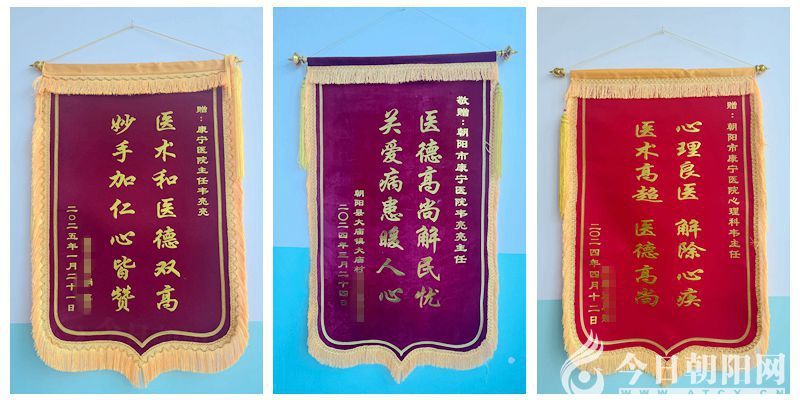 赠：康宁医院主任韦亮亮
医术和医德双高
妙手加仁心皆赞
二〇二五年一月二十一日
敬赠：朝阳市康宁医院韦亮亮主任
医德高尚解民忧
关爱病患暖人心
朝阳县大庙镇大庙村
二〇二四年三月二十四日
赠：朝阳市康宁医院心理科韦主任
心理良医 解除心疾
医术高超 医德高尚
二〇二四年四月十二日
今日朝阳网
WWW.ATCY.CN